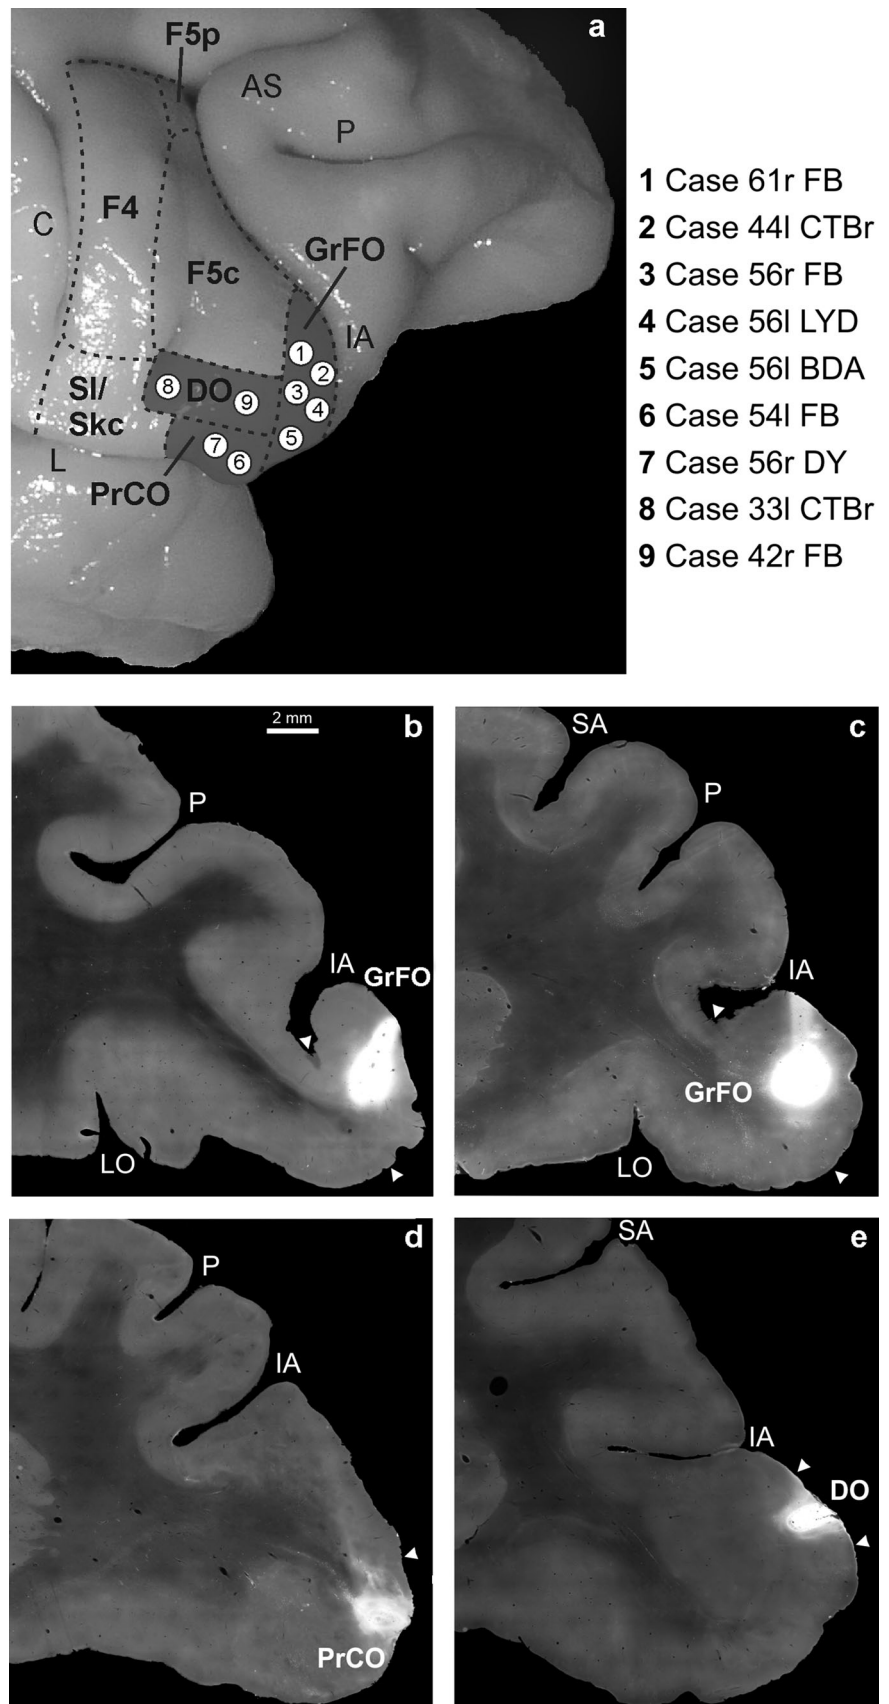 a
F5p
AS
P
F4
C
GrFO
F5c
IA
1
2
3
4
5
8
DO
9
SI/
Skc
7
6
L
PrCO
1 Case 61r FB
2 Case 44l CTBr
3 Case 56r FB
4 Case 56l LYD
5 Case 56l BDA
6 Case 54l FB
7 Case 56r DY
8 Case 33l CTBr
9 Case 42r FB
2 mm
b
P
IA
GrFO
LO
SA
c
P
IA
GrFO
LO
d
P
IA
PrCO
SA
e
IA
DO